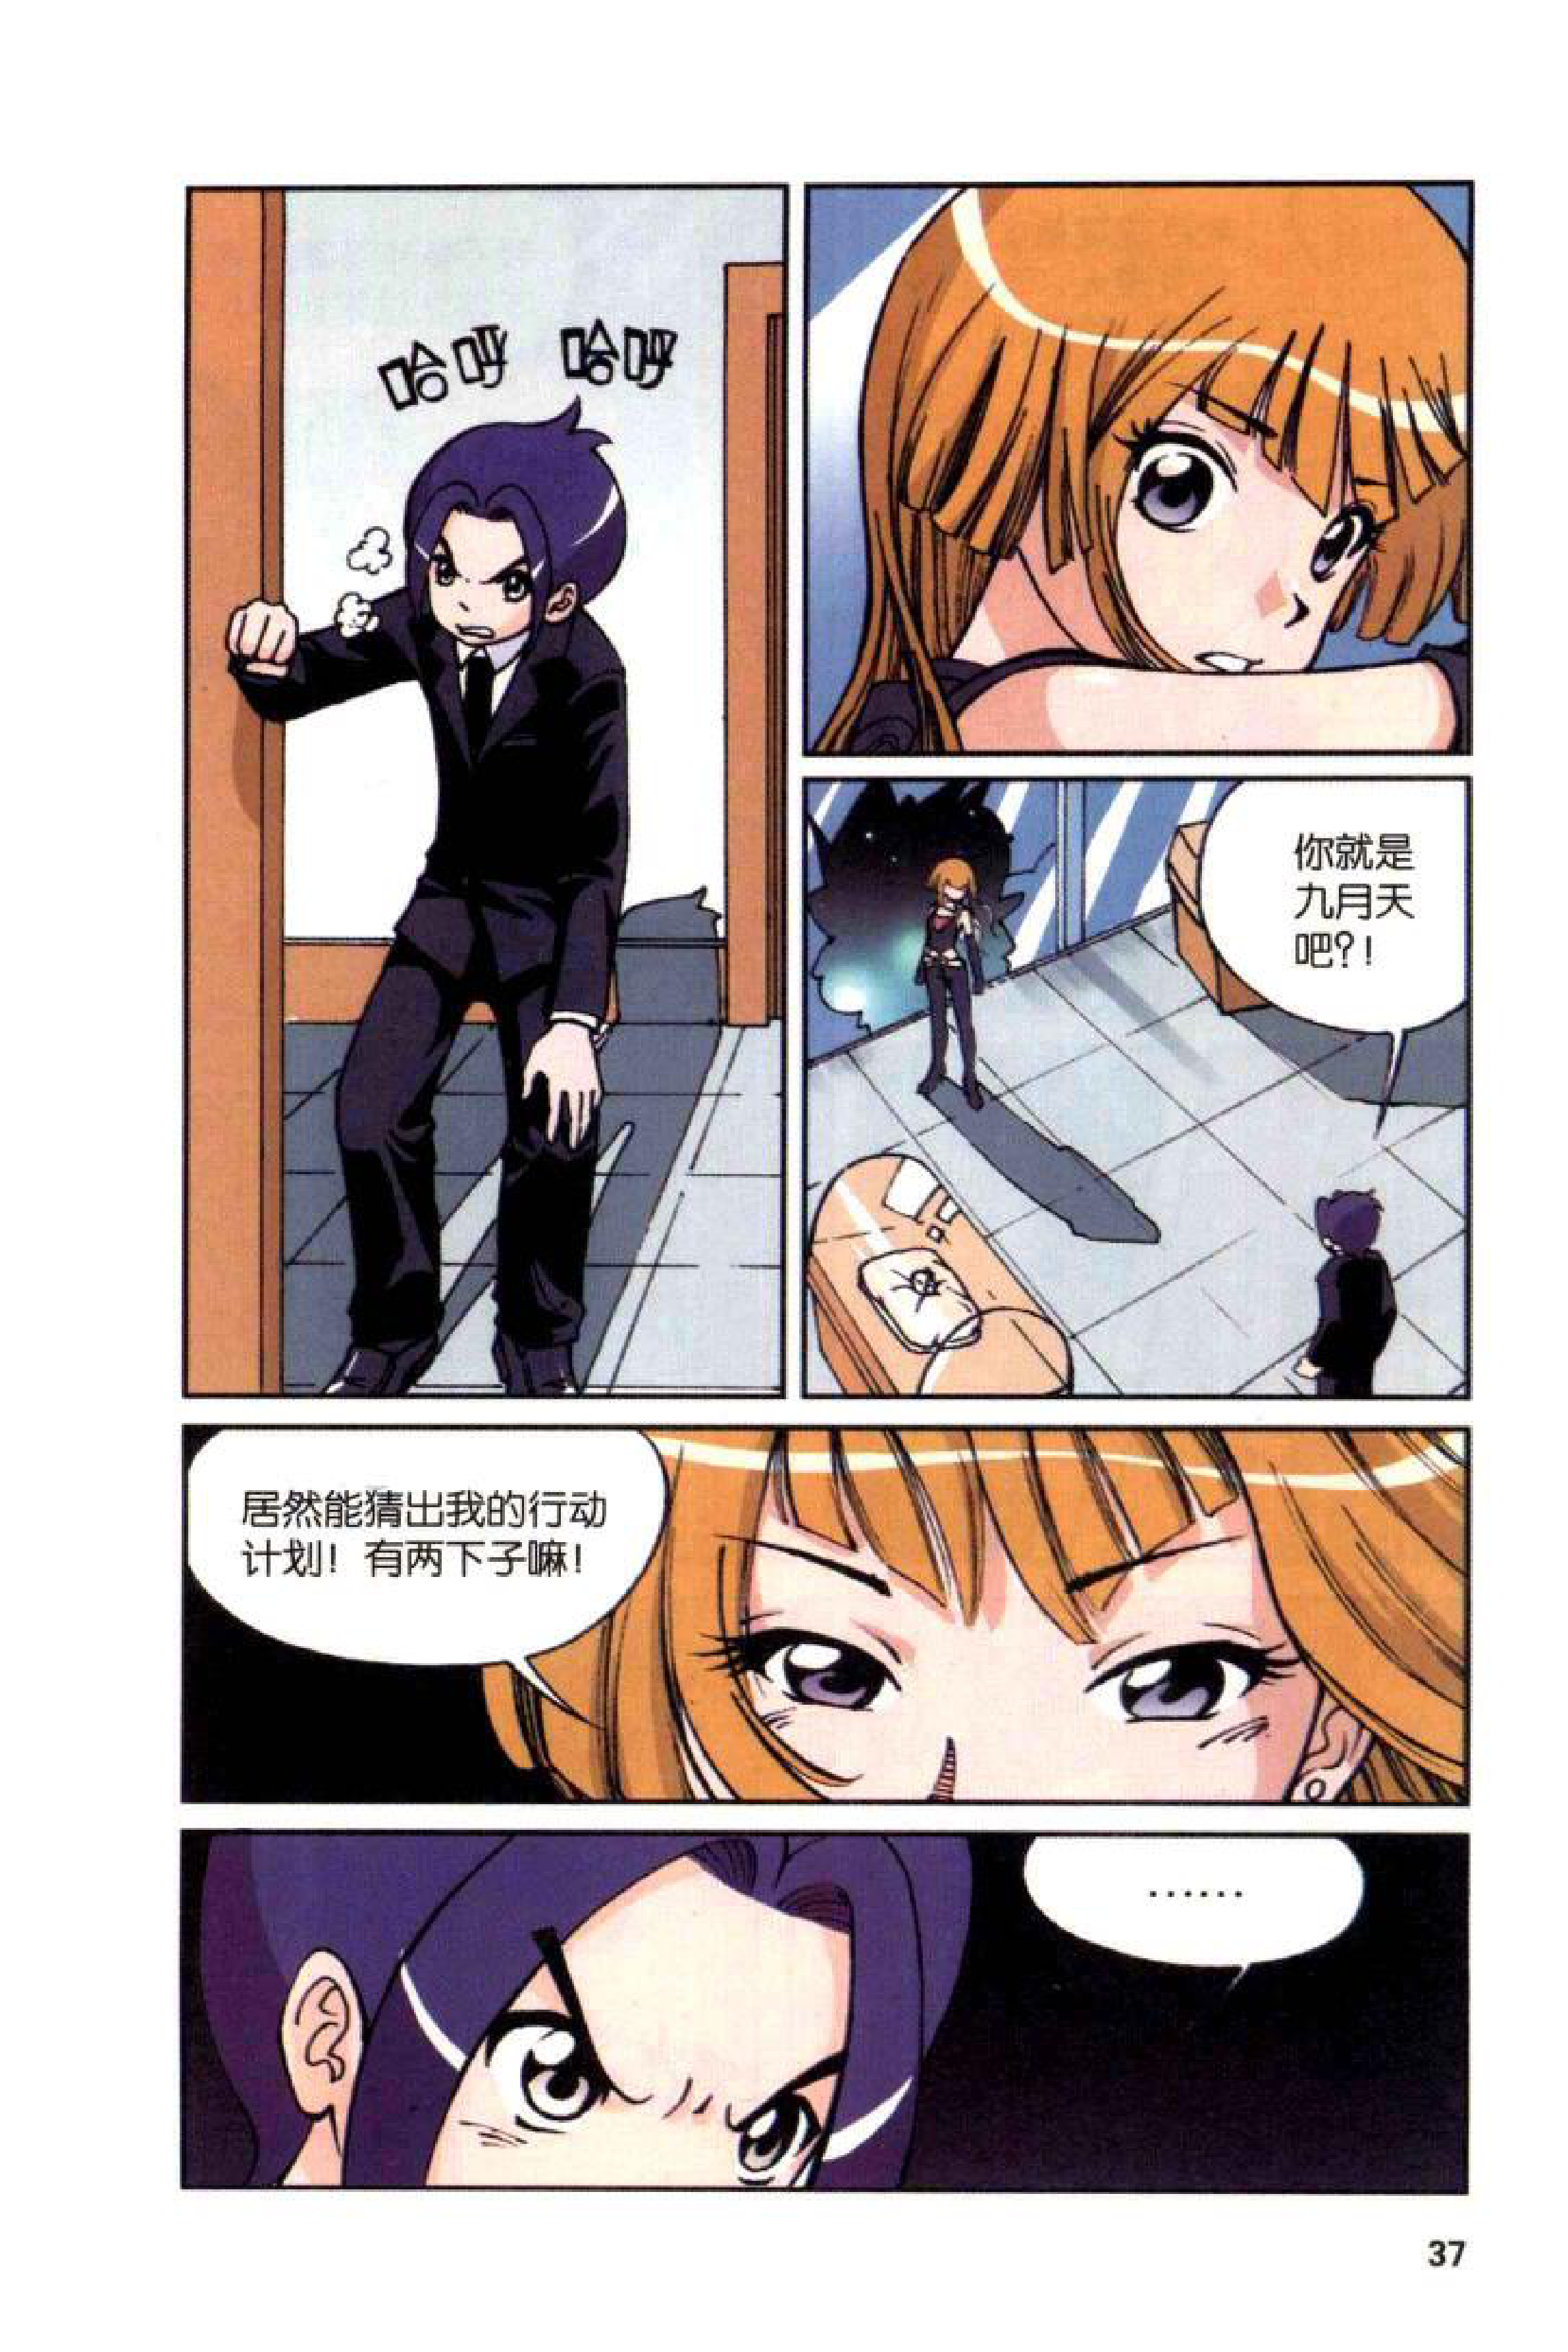 哈呼 哈呼
你就是
九月天
吧?!
居然能猜出我的行动
计划！有两下子嘛！
……
37